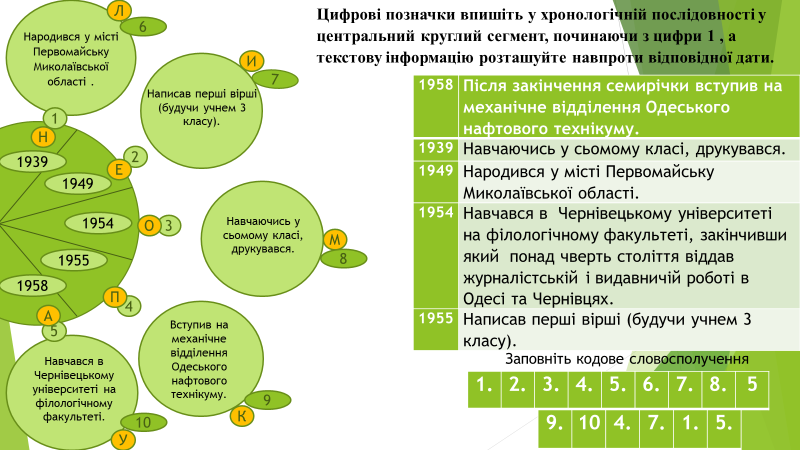 Цифрові позначки впишіть у хронологічній послідовності у
центральний круглий сегмент, починаючи з цифри 1 , а
текстову інформацію розташуйте навпроти відповідної дати.
Л
6
Народився у місті
Первомайську
Миколаївської
області .
1
Н
И
7
Написав перші вірші
(будучи учнем 3
класу).
2
Е
1939
1949
1954
1955
1958
О
3
Навчаючись у
сьомому класі,
друкувався.
М
8
П
4
А
5
Навчався в
Чернівецькому
університеті на
філологічному
факультеті.
10
У
Вступив на
механічне
відділення
Одеського
нафтового
технікуму.
9
К
1958 Після закінчення семирічки вступив на
механічне відділення Одеського
нафтового технікуму.
1939 Навчаючись у сьомому класі, друкувався.
1949 Народився у місті Первомайську
Миколаївської області.
1954 Навчався в Чернівецькому університеті
на філологічному факультеті, закінчивши
який понад чверть століття віддав
журналістській і видавничій роботі в
Одесі та Чернівцях.
1955 Написав перші вірші (будучи учнем 3
класу).
Заповніть кодове словосполучення
1. 2. 3. 4. 5. 6. 7. 8. 5
9. 10 4. 7. 1. 5.